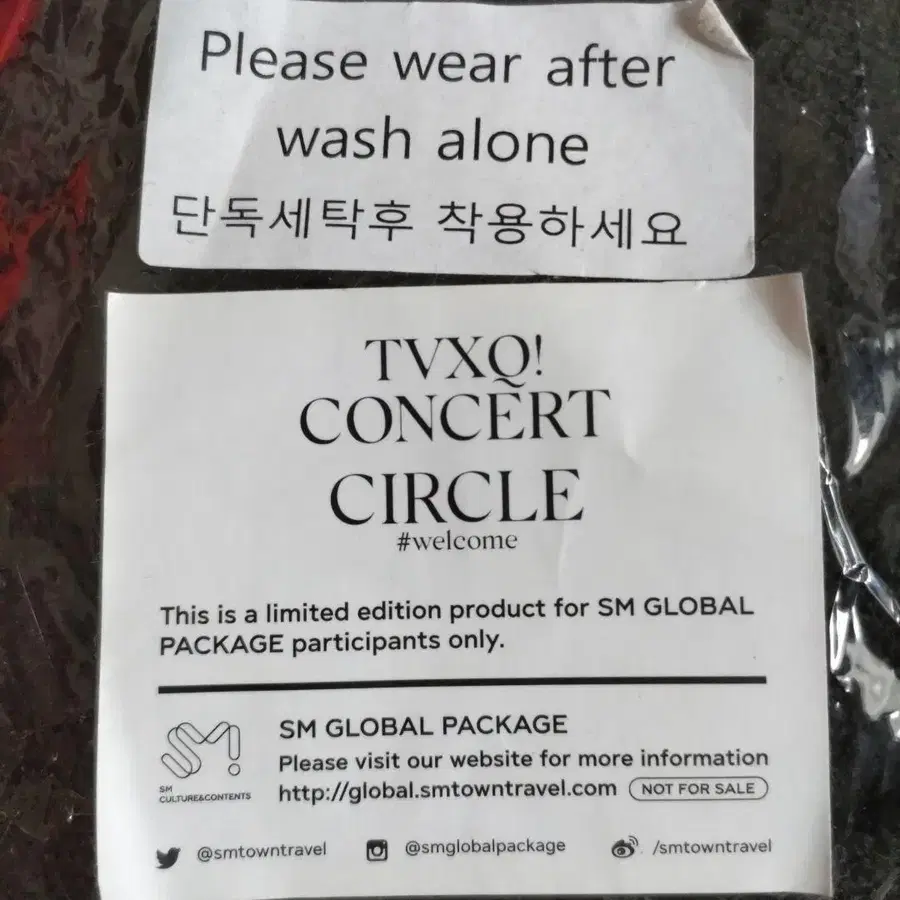 Please wear after
wash alone
단독세탁후 착용하세요
TVXQ!
CONCERT
CIRCLE
#welcome
This is a limited edition product for SM GLOBAL
PACKAGE participants only.
SM GLOBAL PACKAGE
Please visit our website for more information
http://global.smtowntravel.com NOT FOR SALE
SM
CULTURE&CONTENTS
@smtowntravel @smglobalpackage /smtowntravel